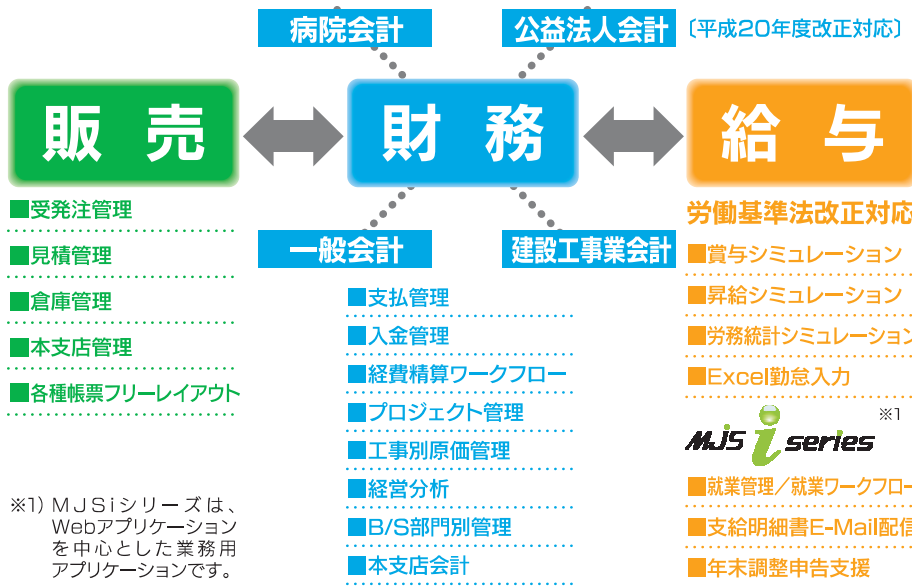 病院会計
公益法人会計
〔平成20年度改正対応〕
販売
財務
給与
■受発注管理
■見積管理
■倉庫管理
■本支店管理
■各種帳票フリーレイアウト
※1) MJSiシリーズは、
Webアプリケーション
を中心とした業務用
アプリケーションです。
一般会計
建設工事業会計
■支払管理
■入金管理
■経費精算ワークフロー
■プロジェクト管理
■工事別原価管理
■経営分析
■B/S部門別管理
■本支店会計
労働基準法改正対応
■賞与シミュレーション
■昇給シミュレーション
■労務統計シミュレーション
■Excel勤怠入力
MJS i series ※1
■就業管理／就業ワークフロー
■支給明細書E-Mail配信
■年末調整申告支援